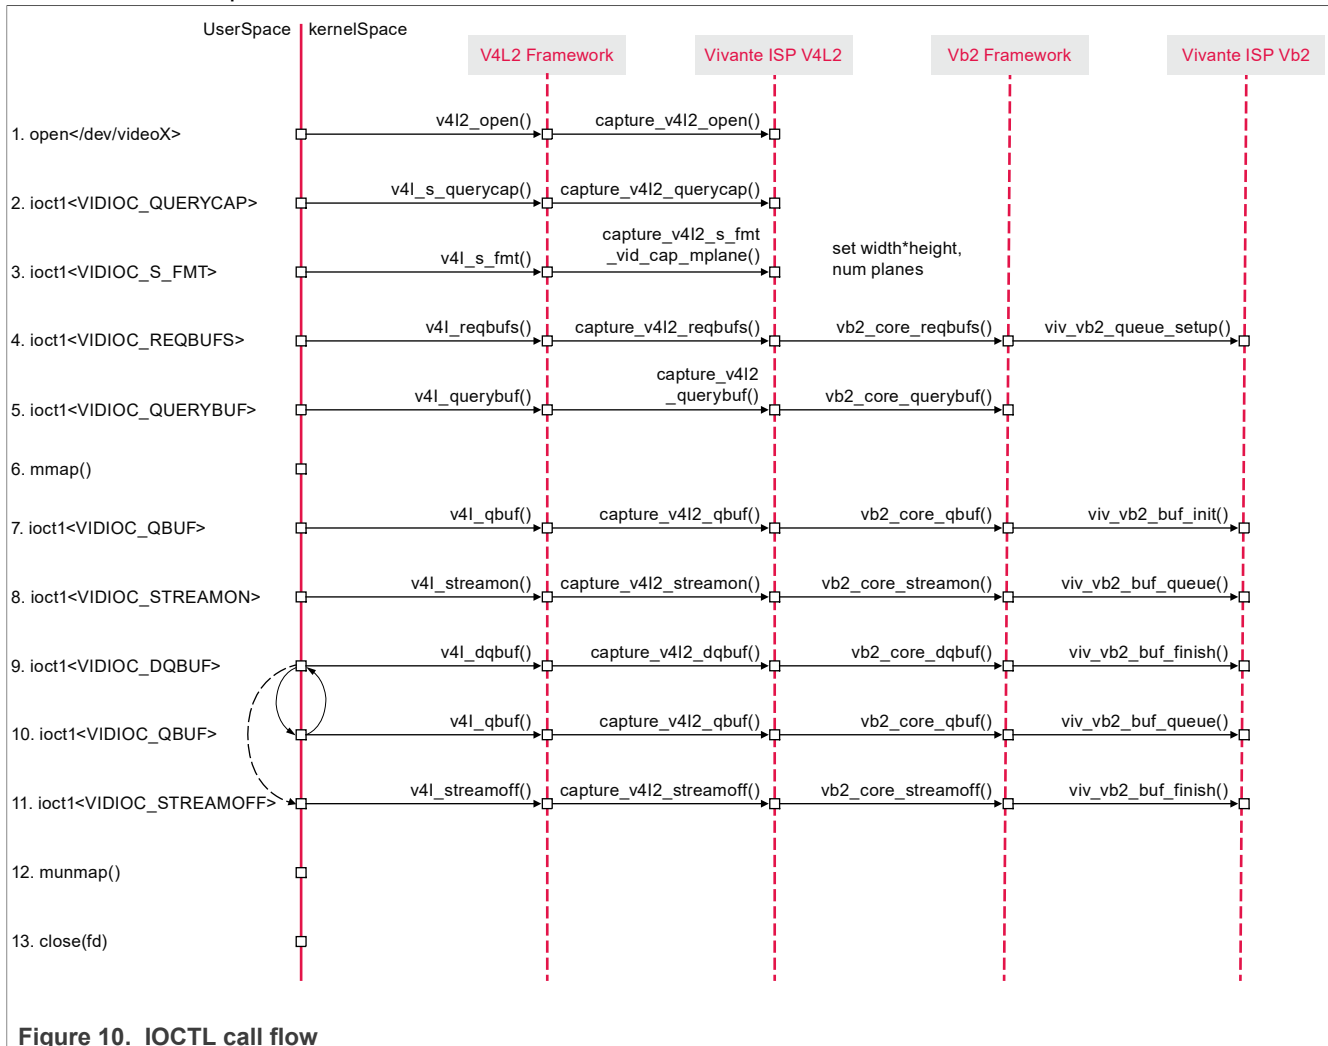 UserSpace kernelSpace
V4L2 Framework Vivante ISP V4L2 Vb2 Framework Vivante ISP Vb2
1. open</dev/videoX> v4l2_open() capture_v4l2_open()
2. ioct1<VIDIOC_QUERYCAP> v4l_s_querycap() capture_v4l2_querycap()
capture_v4l2_s_fmt
_vid_cap_mplane()
3. ioct1<VIDIOC_S_FMT> v4l_s_fmt()
set width*height,
num planes
4. ioct1<VIDIOC_REQBUFS> v4l_reqbufs() capture_v4l2_reqbufs() vb2_core_reqbufs() viv_vb2_queue_setup()
capture_v4l2
_querybuf()
5. ioct1<VIDIOC_QUERYBUF> v4l_querybuf() vb2_core_querybuf()
6. mmap()
7. ioct1<VIDIOC_QBUF> v4l_qbuf() capture_v4l2_qbuf() vb2_core_qbuf() viv_vb2_buf_init()
8. ioct1<VIDIOC_STREAMON> v4l_streamon() capture_v4l2_streamon() vb2_core_streamon() viv_vb2_buf_queue()
9. ioct1<VIDIOC_DQBUF> v4l_dqbuf() capture_v4l2_dqbuf() vb2_core_dqbuf() viv_vb2_buf_finish()
10. ioct1<VIDIOC_QBUF> v4l_qbuf() capture_v4l2_qbuf() vb2_core_qbuf() viv_vb2_buf_queue()
11. ioct1<VIDIOC_STREAMOFF> v4l_streamoff() capture_v4l2_streamoff() vb2_core_streamoff() viv_vb2_buf_finish()
12. munmap()
13. close(fd)
Figure 10. IOCTL call flow